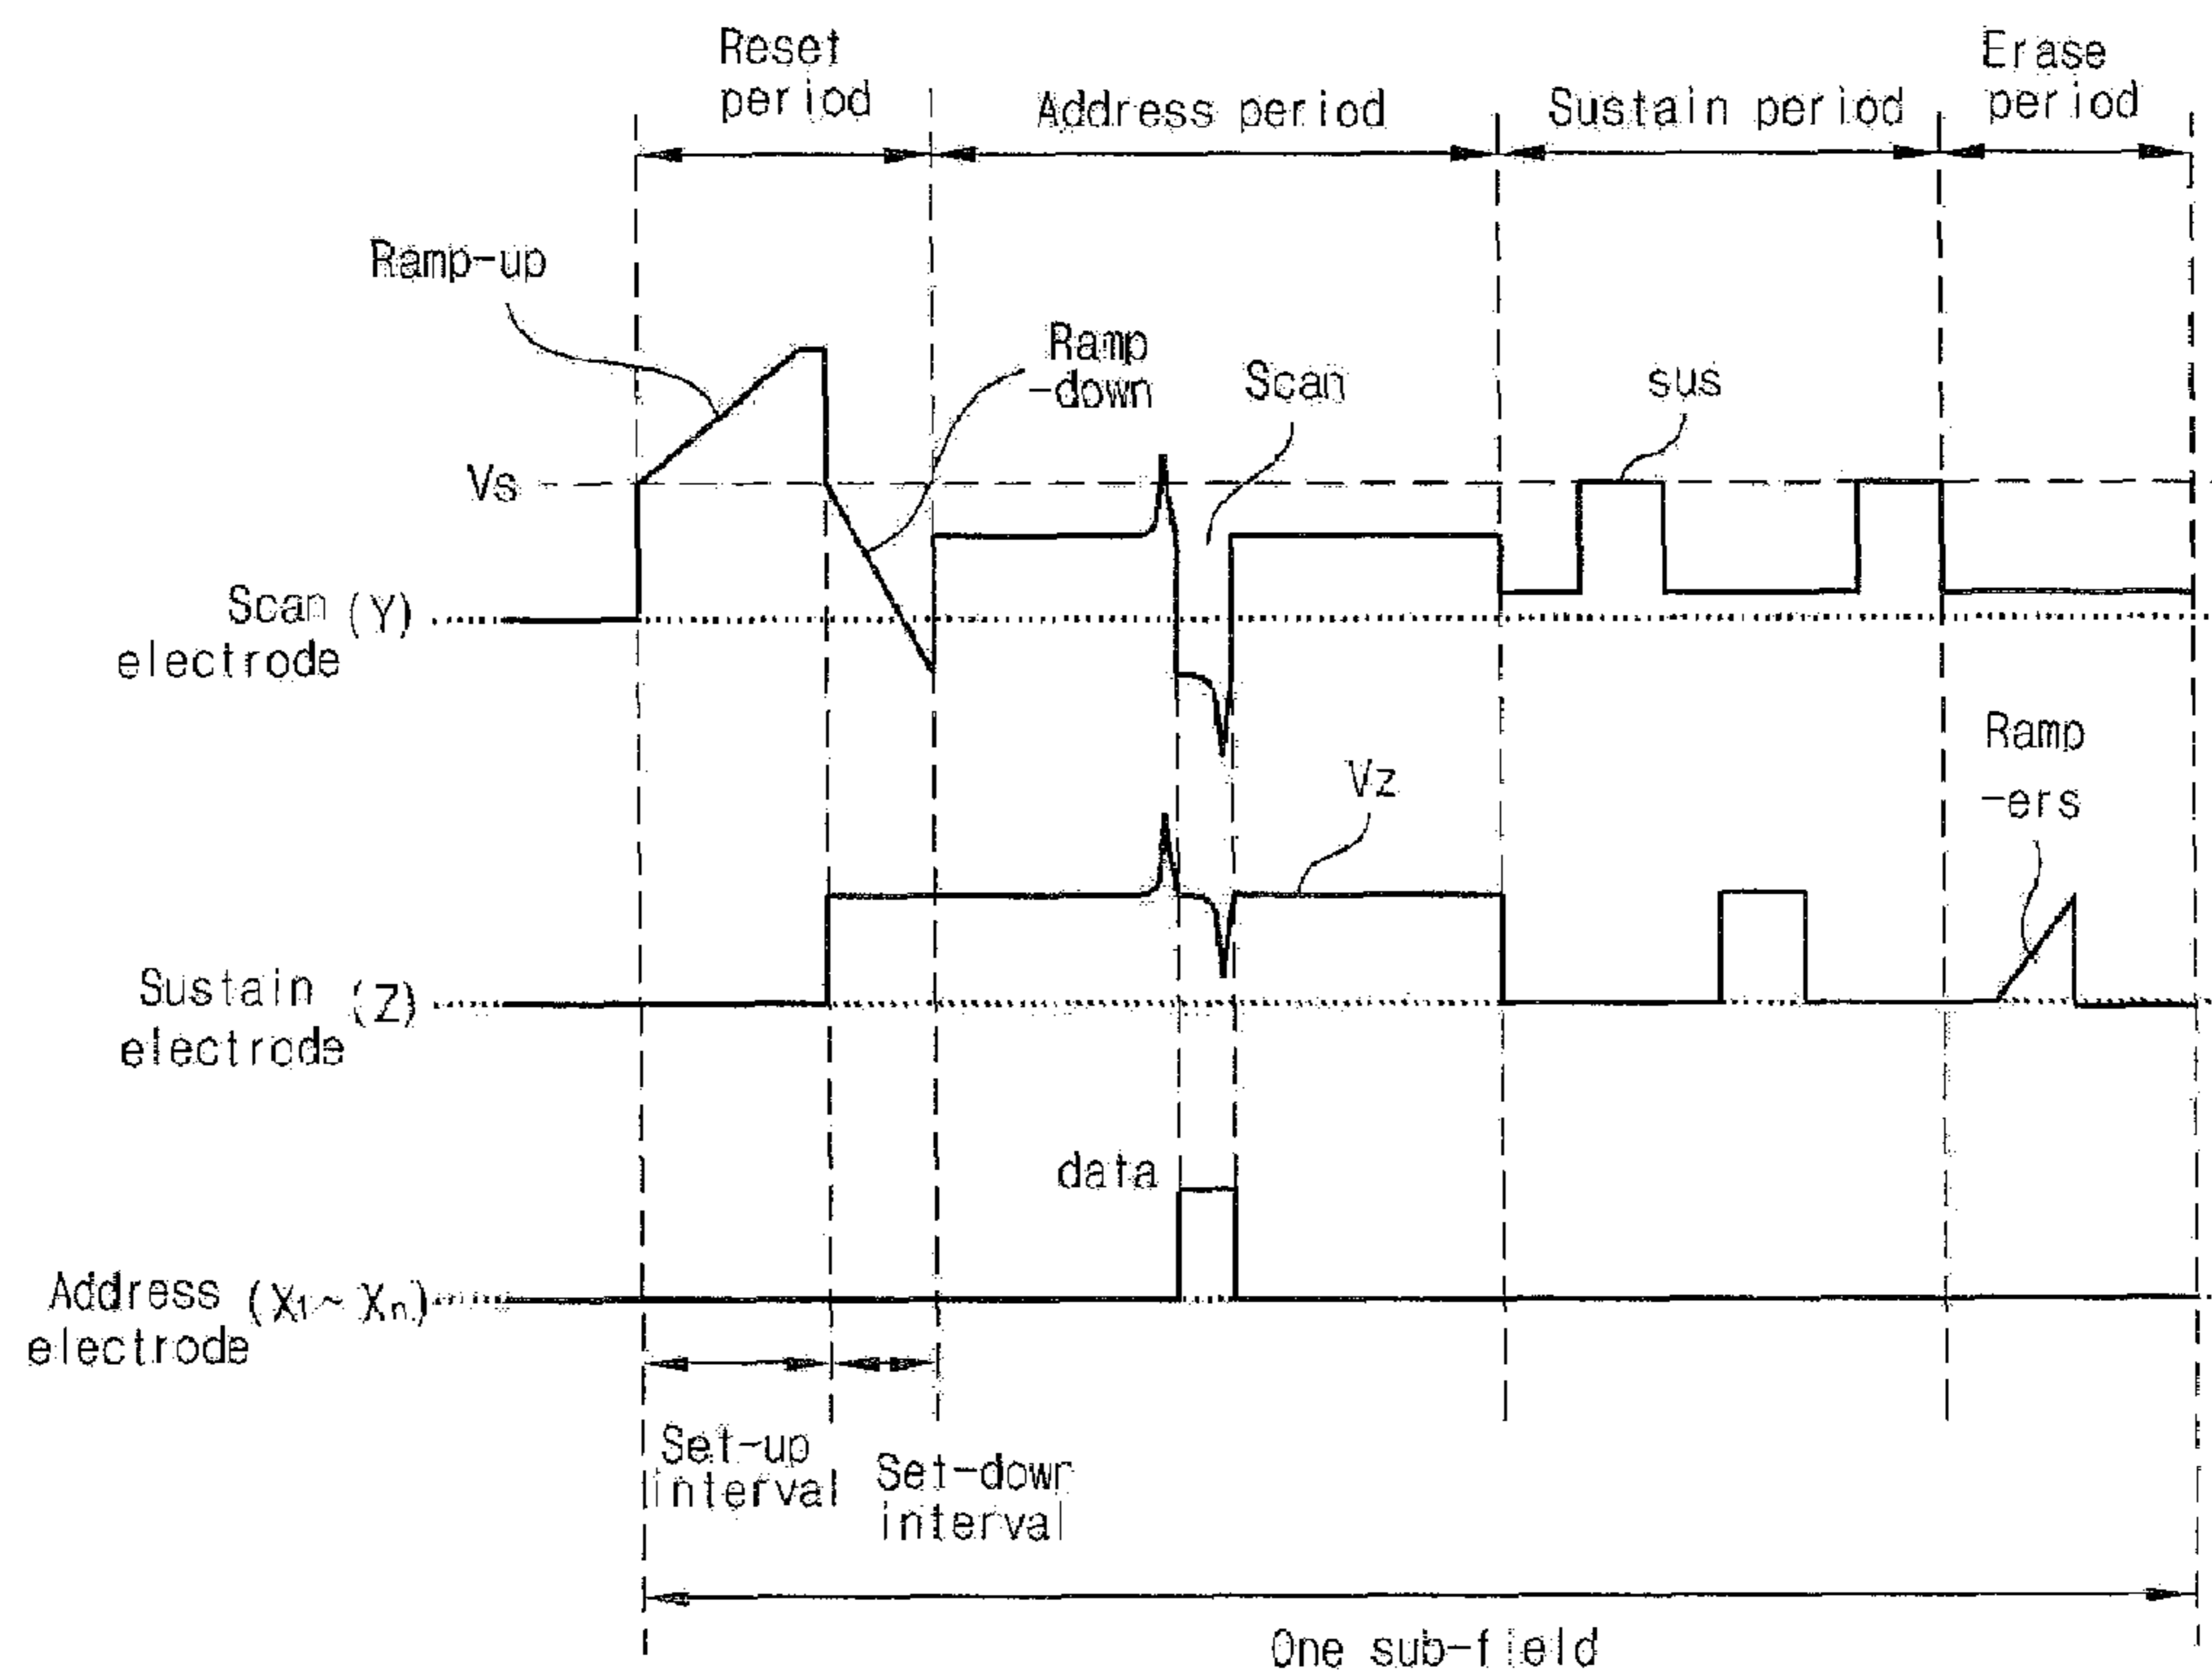 Reset
period
Address period
Sustain period
Erase
period
Ramp-up
Ramp
-down
Scan
sus
Vs
Scan (Y)
electrode
Ramp
-ers
Vz
Sustain (Z)
electrode
data
Address (X1~Xn)
electrode
Set-up
interval
Set-down
interval
One sub-field